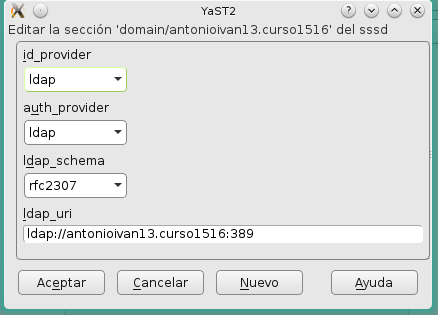 YaST2
Editar la sección 'domain/antonioivan13.curso1516' del sssd
id_provider
ldap
auth_provider
ldap
ldap_schema
rfc2307
ldap_uri
ldap://antonioivan13.curso1516:389
Aceptar Cancelar Nuevo Ayuda